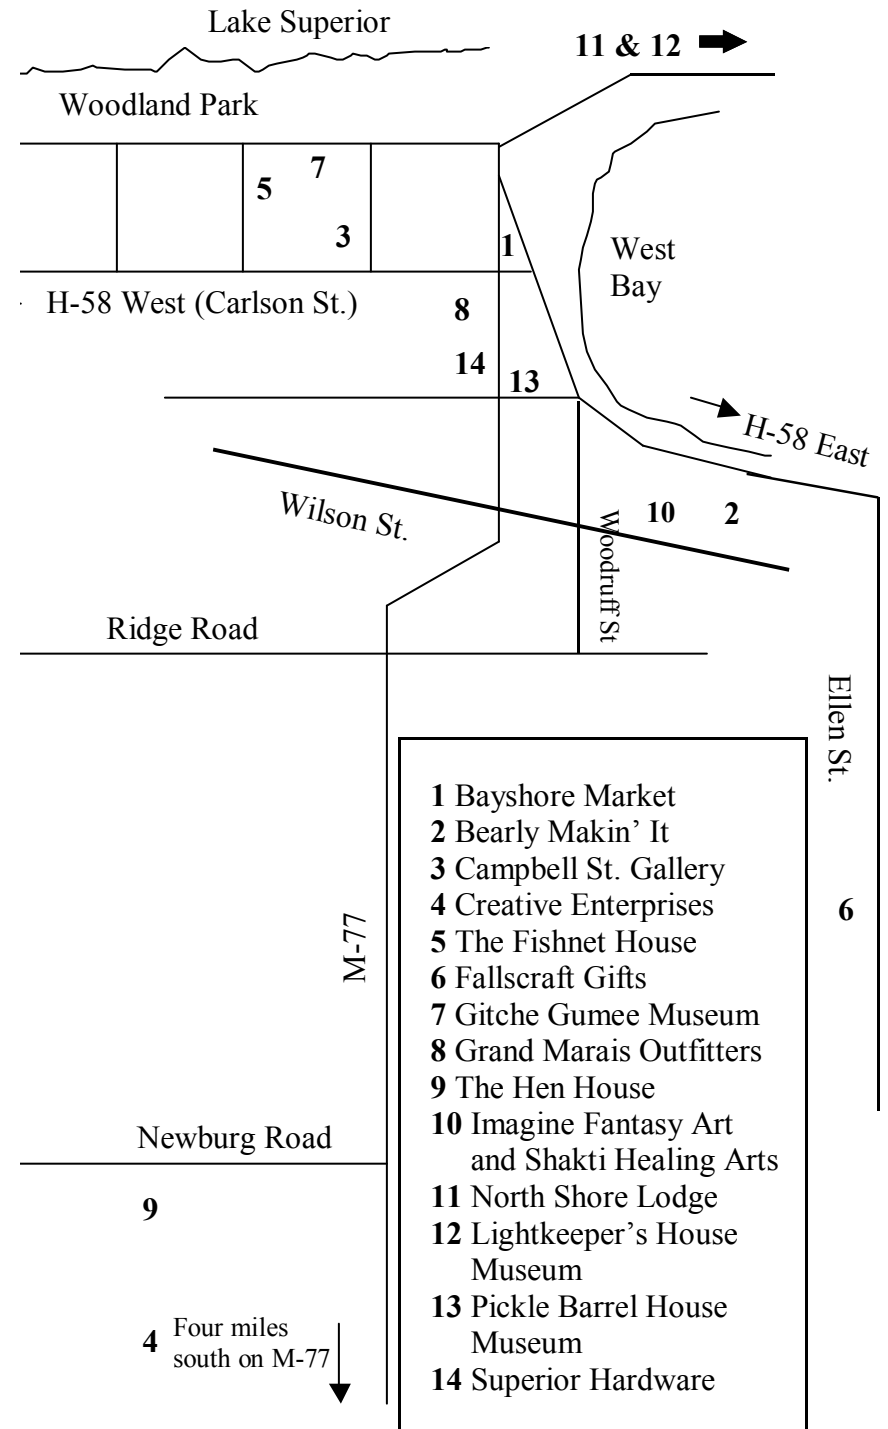 Lake Superior
11 & 12
Woodland Park
7
5
3
1
West
Bay
H-58 West (Carlson St.)
8
14
13
H-58 East
Wilson St.
10
2
Woodruff St
Ridge Road
Ellen St.
1 Bayshore Market
2 Bearly Makin’ It
3 Campbell St. Gallery
4 Creative Enterprises
5 The Fishnet House
6 Fallscraft Gifts
7 Gitche Gumee Museum
8 Grand Marais Outfitters
9 The Hen House
10 Imagine Fantasy Art
and Shakti Healing Arts
11 North Shore Lodge
12 Lightkeeper’s House
Museum
13 Pickle Barrel House
Museum
14 Superior Hardware
6
M-77
Newburg Road
9
4
Four miles
south on M-77